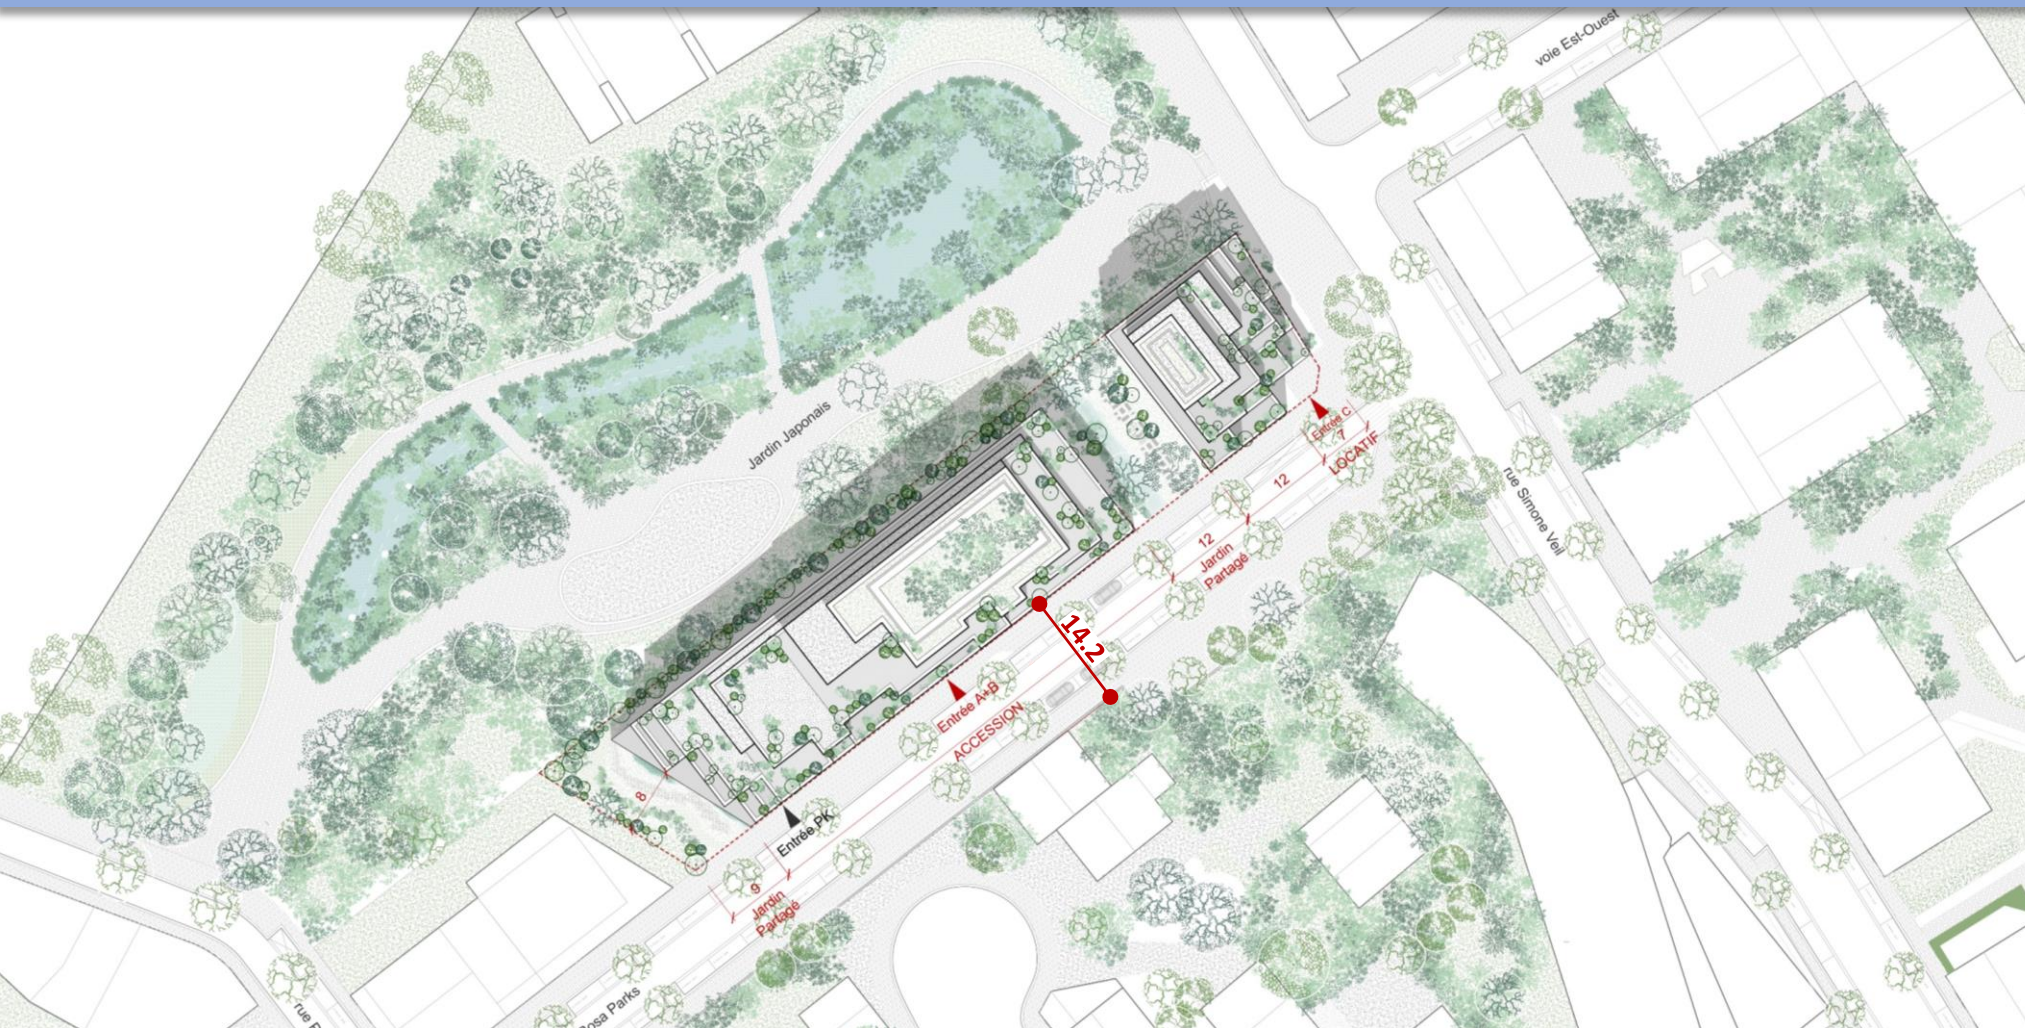 voie Est-Ouest
Jardin Japonais
Entrée C
7
LOCATIF
12
rue Simone Veil
12
Jardin
Partagé
14.2
Entrée A+B
ACCESSION
8
Entrée PK
9
Jardin
Partagé
Rosa Parks
rue